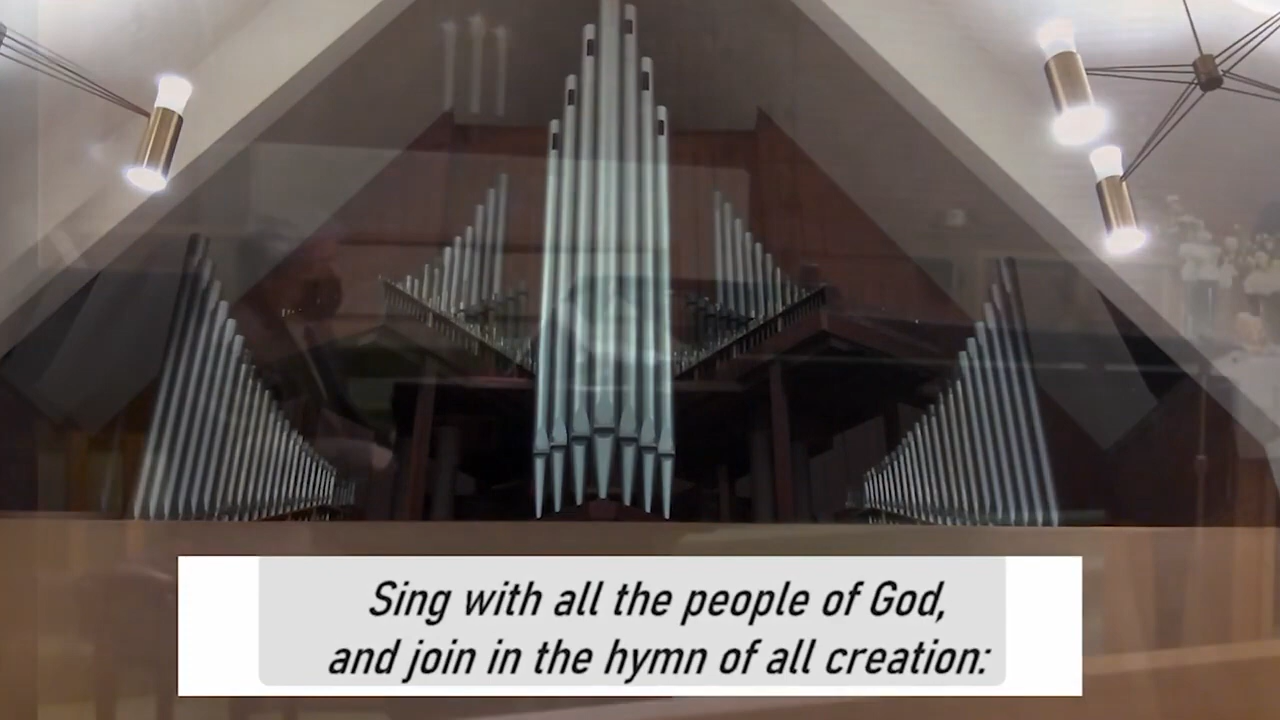 Sing with all the people of God,
and join in the hymn of all creation: